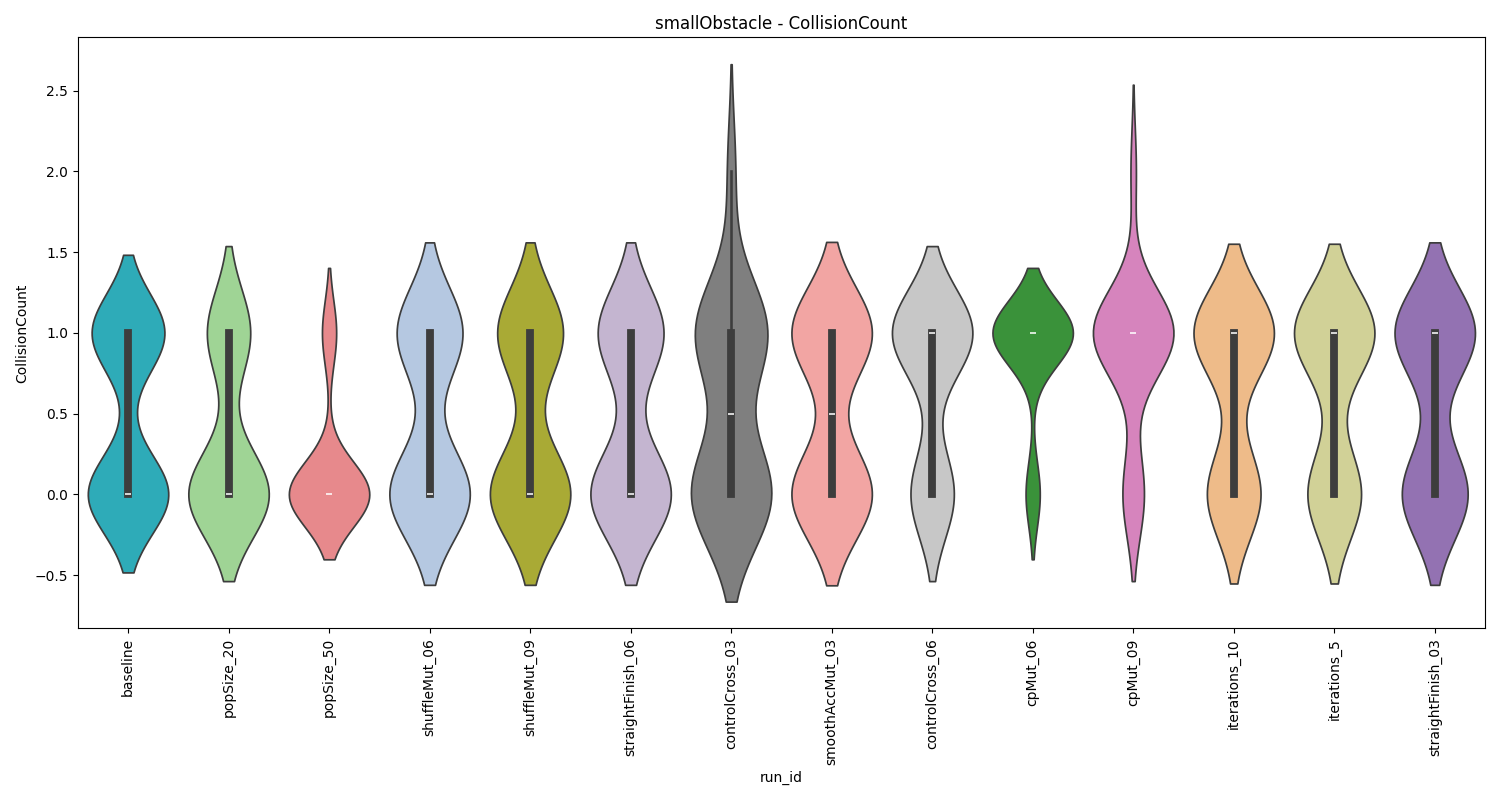 smallObstacle - CollisionCount
CollisionCount
2.5
2.0
1.5
1.0
0.5
0.0
−0.5
baseline
popSize_20
popSize_50
shuffleMut_06
shuffleMut_09
straightFinish_06
controlCross_03
smoothAccMut_03
controlCross_06
cpMut_06
cpMut_09
iterations_10
iterations_5
straightFinish_03
run_id